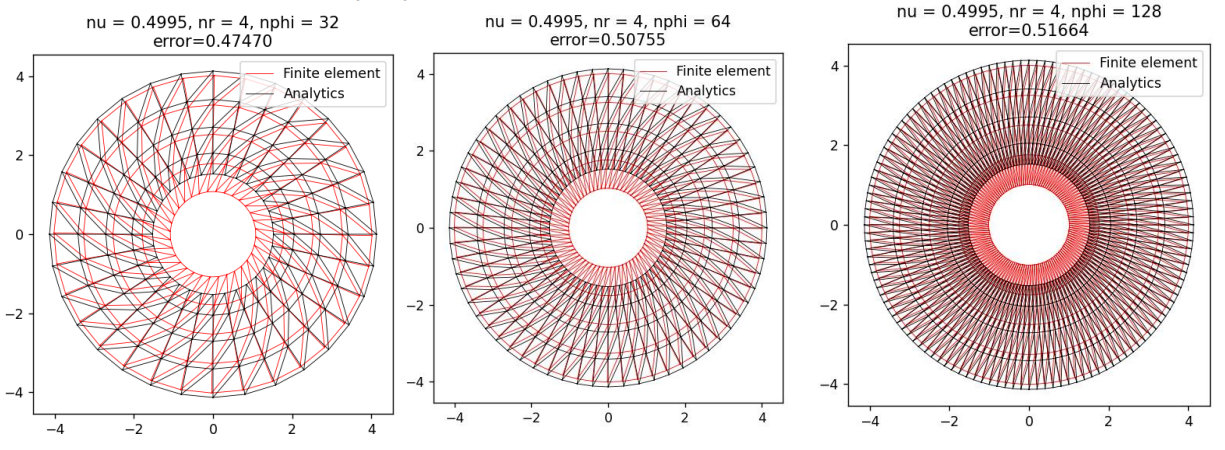 nu = 0.4995, nr = 4, nphi = 32
error=0.47470
Finite element
Analytics
4
2
0
−2
−4
−4 −2 0 2 4
nu = 0.4995, nr = 4, nphi = 64
error=0.50755
Finite element
Analytics
4
2
0
−2
−4
−4 −2 0 2 4
nu = 0.4995, nr = 4, nphi = 128
error=0.51664
Finite element
Analytics
4
2
0
−2
−4
−4 −2 0 2 4